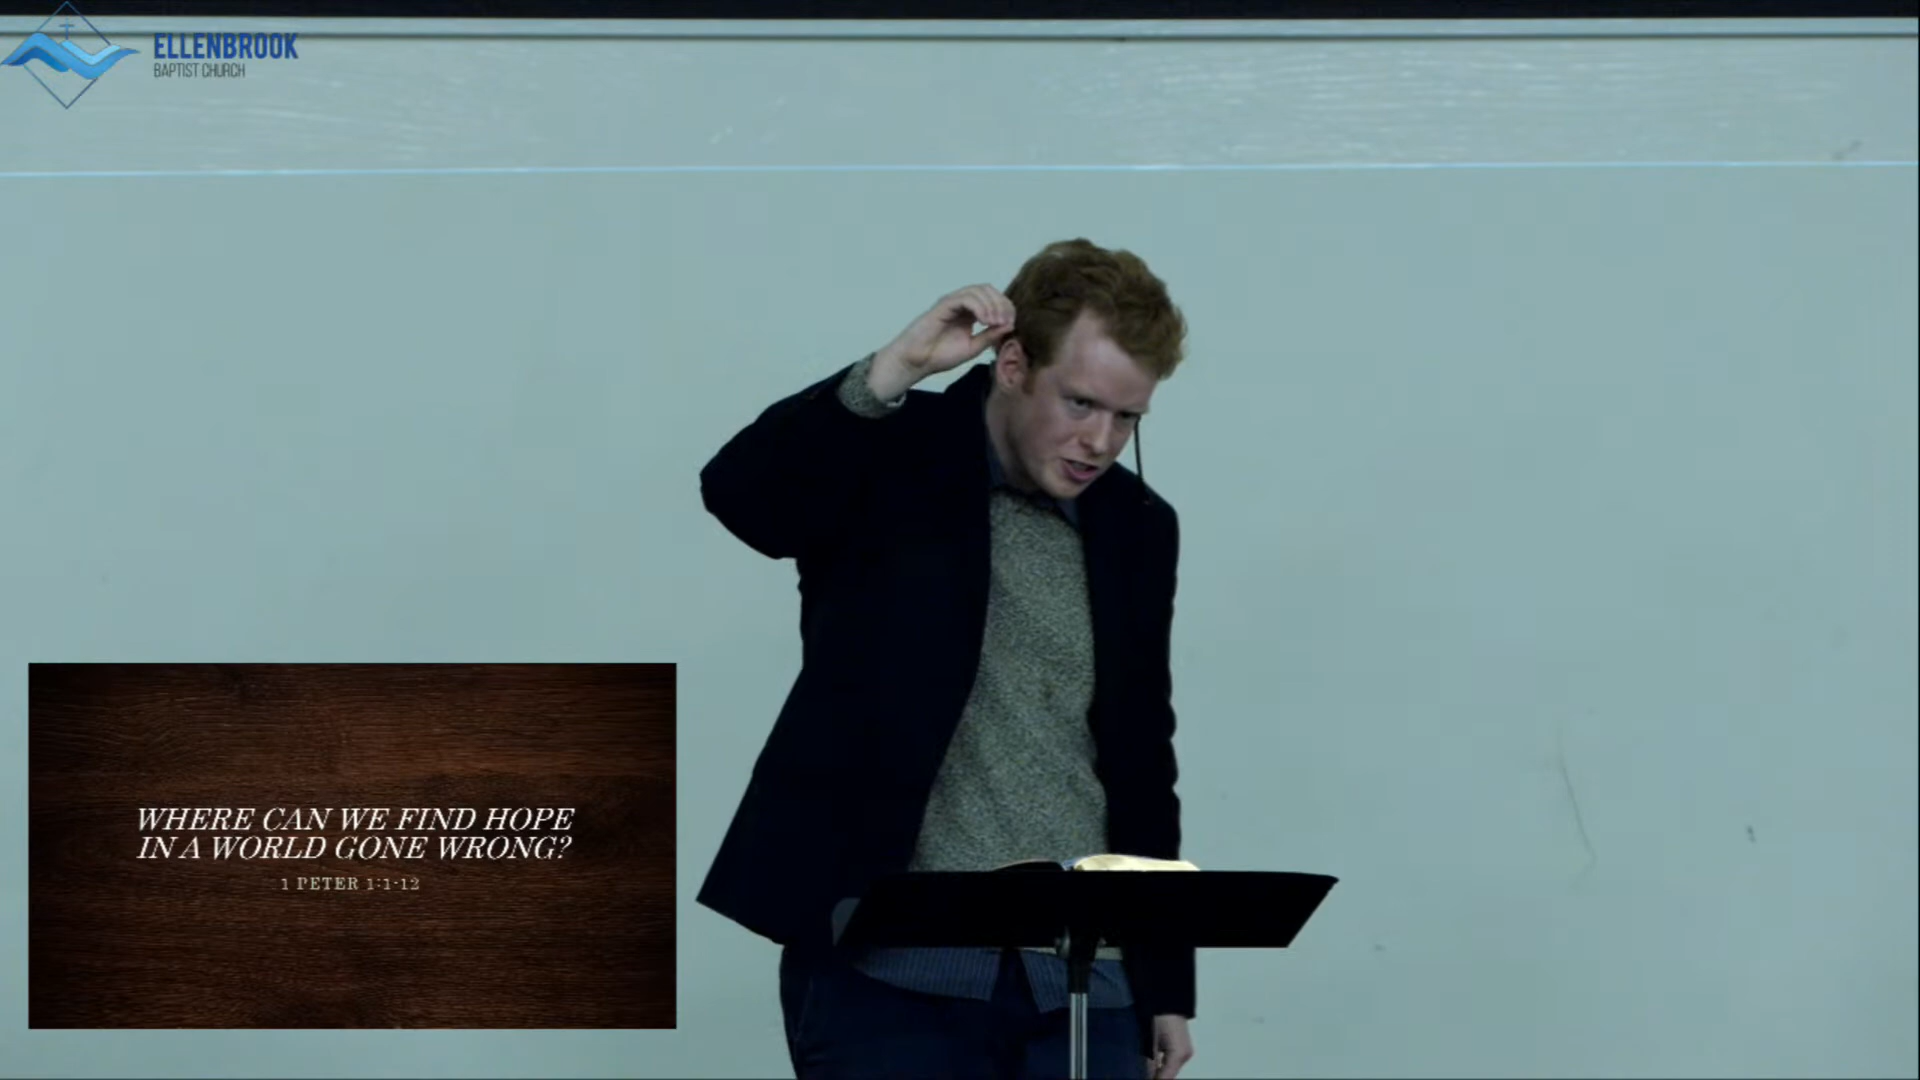 ELLENBROOK
BAPTIST CHURCH
WHERE CAN WE FIND HOPE
IN A WORLD GONE WRONG?
1 PETER 1:1-12